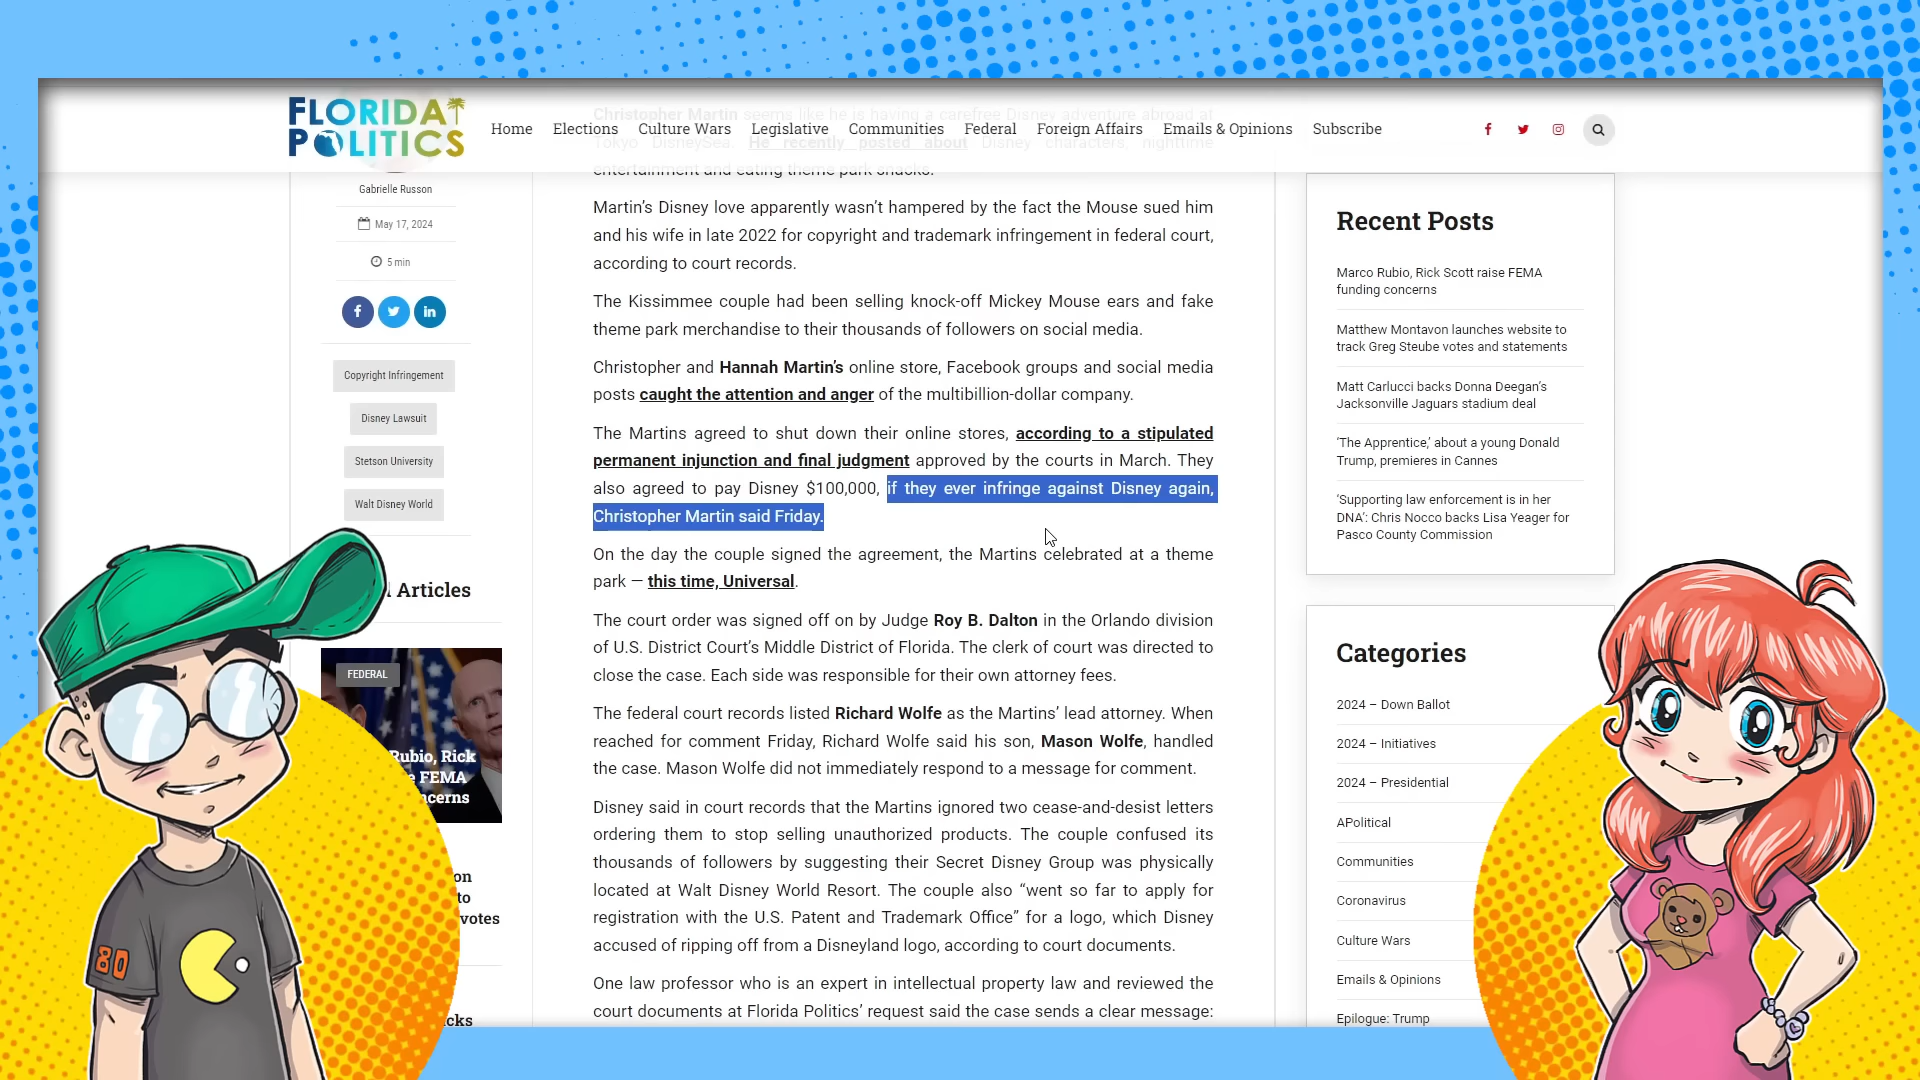 FLORIDA
POLITICS
Home
Elections
Culture Wars
Legislative
Communities
Federal
Foreign Affairs
Emails & Opinions
Subscribe
Gabrielle Russon
May 17, 2024
5 min
Copyright Infringement
Disney Lawsuit
Stetson University
Walt Disney World
Articles
FEDERAL
Rubio, Rick
FEMA
on
to
votes
Christopher Martin seems like he is having a carefree Disney adventure abroad at
Tokyo DisneySea. He recently posted about Disney characters, nighttime
entertainment and eating theme park snacks.
Martin's Disney love apparently wasn't hampered by the fact the Mouse sued him
and his wife in late 2022 for copyright and trademark infringement in federal court,
according to court records.
The Kissimmee couple had been selling knock-off Mickey Mouse ears and fake
theme park merchandise to their thousands of followers on social media.
Christopher and Hannah Martin's online store, Facebook groups and social media
posts caught the attention and anger of the multibillion-dollar company.
The Martins agreed to shut down their online stores, according to a stipulated
permanent injunction and final judgment approved by the courts in March. They
also agreed to pay Disney $100,000, if they ever infringe against Disney again,
Christopher Martin said Friday.
On the day the couple signed the agreement, the Martins celebrated at a theme
park — this time, Universal.
The court order was signed off on by Judge Roy B. Dalton in the Orlando division
of U.S. District Court's Middle District of Florida. The clerk of court was directed to
close the case. Each side was responsible for their own attorney fees.
The federal court records listed Richard Wolfe as the Martins' lead attorney. When
reached for comment Friday, Richard Wolfe said his son, Mason Wolfe, handled
the case. Mason Wolfe did not immediately respond to a message for comment.
Disney said in court records that the Martins ignored two cease-and-desist letters
ordering them to stop selling unauthorized products. The couple confused its
thousands of followers by suggesting their Secret Disney Group was physically
located at Walt Disney World Resort. The couple also “went so far to apply for
registration with the U.S. Patent and Trademark Office” for a logo, which Disney
accused of ripping off from a Disneyland logo, according to court documents.
One law professor who is an expert in intellectual property law and reviewed the
court documents at Florida Politics' request said the case sends a clear message:
Recent Posts
Marco Rubio, Rick Scott raise FEMA
funding concerns
Matthew Montavon launches website to
track Greg Steube votes and statements
Matt Carlucci backs Donna Deegan's
Jacksonville Jaguars stadium deal
‘The Apprentice,’ about a young Donald
Trump, premieres in Cannes
‘Supporting law enforcement is in her
DNA’: Chris Nocco backs Lisa Yeager for
Pasco County Commission
Categories
2024 – Down Ballot
2024 – Initiatives
2024 – Presidential
APolitical
Communities
Coronavirus
Culture Wars
Emails & Opinions
Epilogue: Trump
80